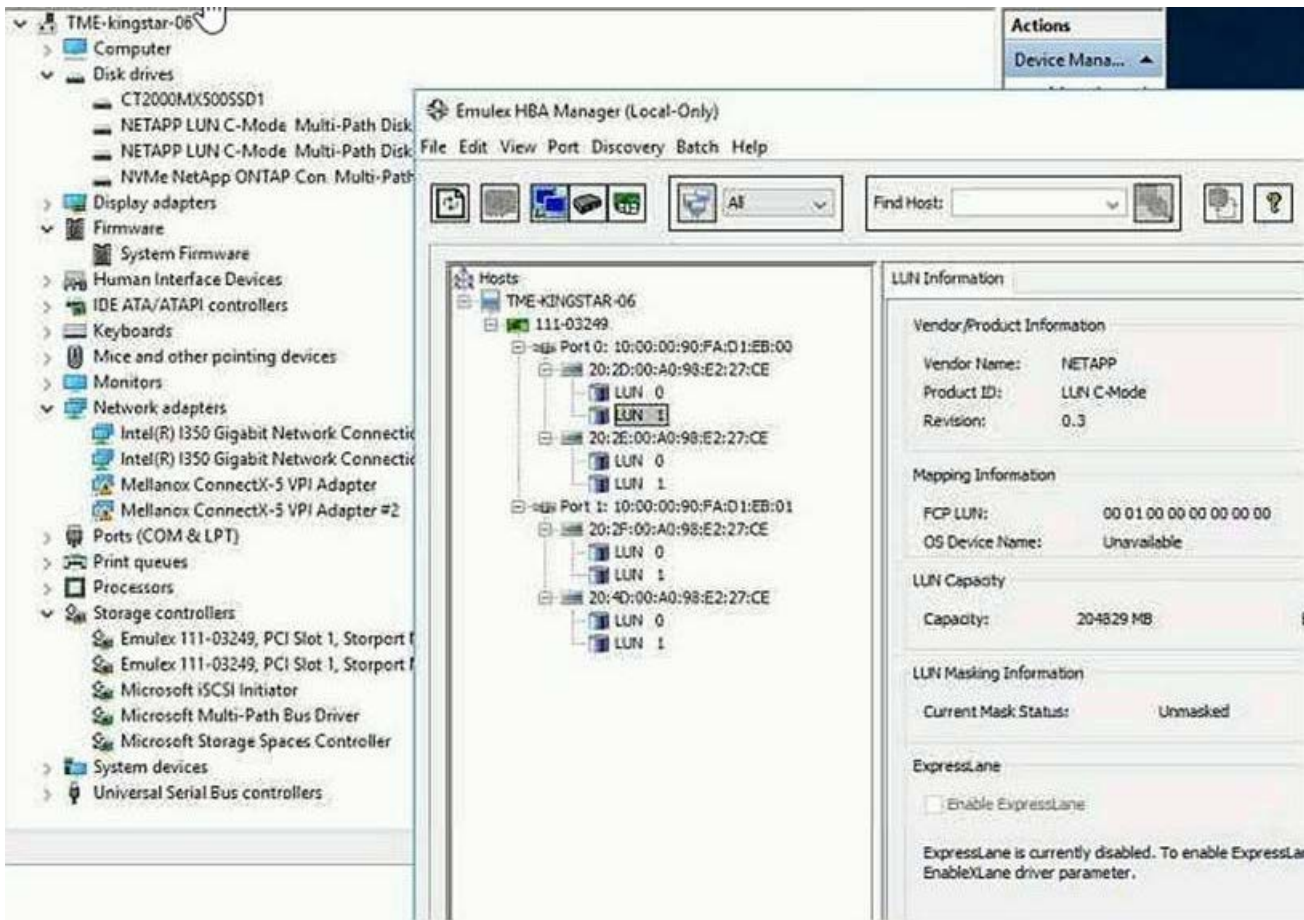 TME-kingstar-06
Computer
Disk drives
CT2000MX500SSD1
NETAPP LUN C-Mode Multi-Path Disk
NETAPP LUN C-Mode Multi-Path Disk
NVMe NetApp ONTAP Con Multi-Path
Display adapters
Firmware
System Firmware
Human Interface Devices
IDE ATA/ATAPI controllers
Keyboards
Mice and other pointing devices
Monitors
Network adapters
Intel(R) I350 Gigabit Network Connectio
Intel(R) I350 Gigabit Network Connectio
Mellanox ConnectX-5 VPI Adapter
Mellanox ConnectX-5 VPI Adapter #2
Ports (COM & LPT)
Print queues
Processors
Storage controllers
Emulex 111-03249, PCI Slot 1, Storport
Emulex 111-03249, PCI Slot 1, Storport
Microsoft iSCSI Initiator
Microsoft Multi-Path Bus Driver
Microsoft Storage Spaces Controller
System devices
Universal Serial Bus controllers
Actions
Device Mana...
Emulex HBA Manager (Local-Only)
File Edit View Port Discovery Batch Help
All
Find Host:
Hosts
TME-KINGSTAR-06
111-03249
Port 0: 10:00:00:90:FA:D1:EB:00
20:2D:00:A0:98:E2:27:CE
LUN 0
LUN 1
20:2E:00:A0:98:E2:27:CE
LUN 0
LUN 1
Port 1: 10:00:00:90:FA:D1:EB:01
20:2F:00:A0:98:E2:27:CE
LUN 0
LUN 1
20:4D:00:A0:98:E2:27:CE
LUN 0
LUN 1
LUN Information
Vendor/Product Information
Vendor Name: NETAPP
Product ID: LUN C-Mode
Revision: 0.3
Mapping Information
FCP LUN: 00 01 00 00 00 00 00 00
OS Device Name: Unavailable
LUN Capacity
Capacity: 204829 MB
LUN Masking Information
Current Mask Status: Unmasked
ExpressLane
Enable ExpressLane
ExpressLane is currently disabled. To enable ExpressLa
EnableXLane driver parameter.